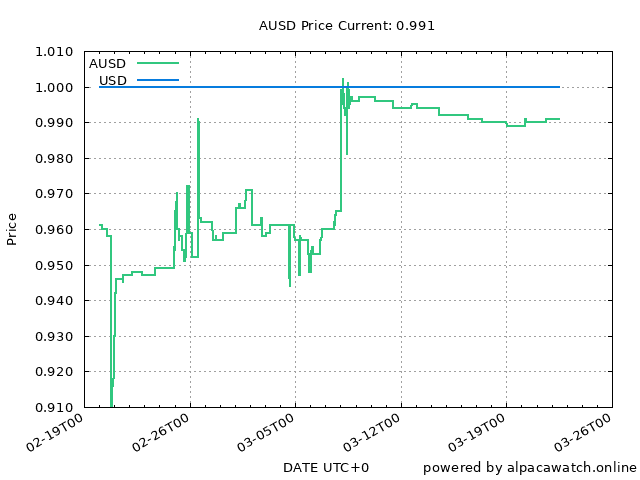 AUSD Price Current: 0.991
1.010
1.000
0.990
0.980
0.970
0.960
0.950
0.940
0.930
0.920
0.910
AUSD
USD
Price
02-19T00
02-26T00
03-05T00
03-12T00
03-19T00
03-26T00
DATE UTC+0
powered by alpacawatch.online